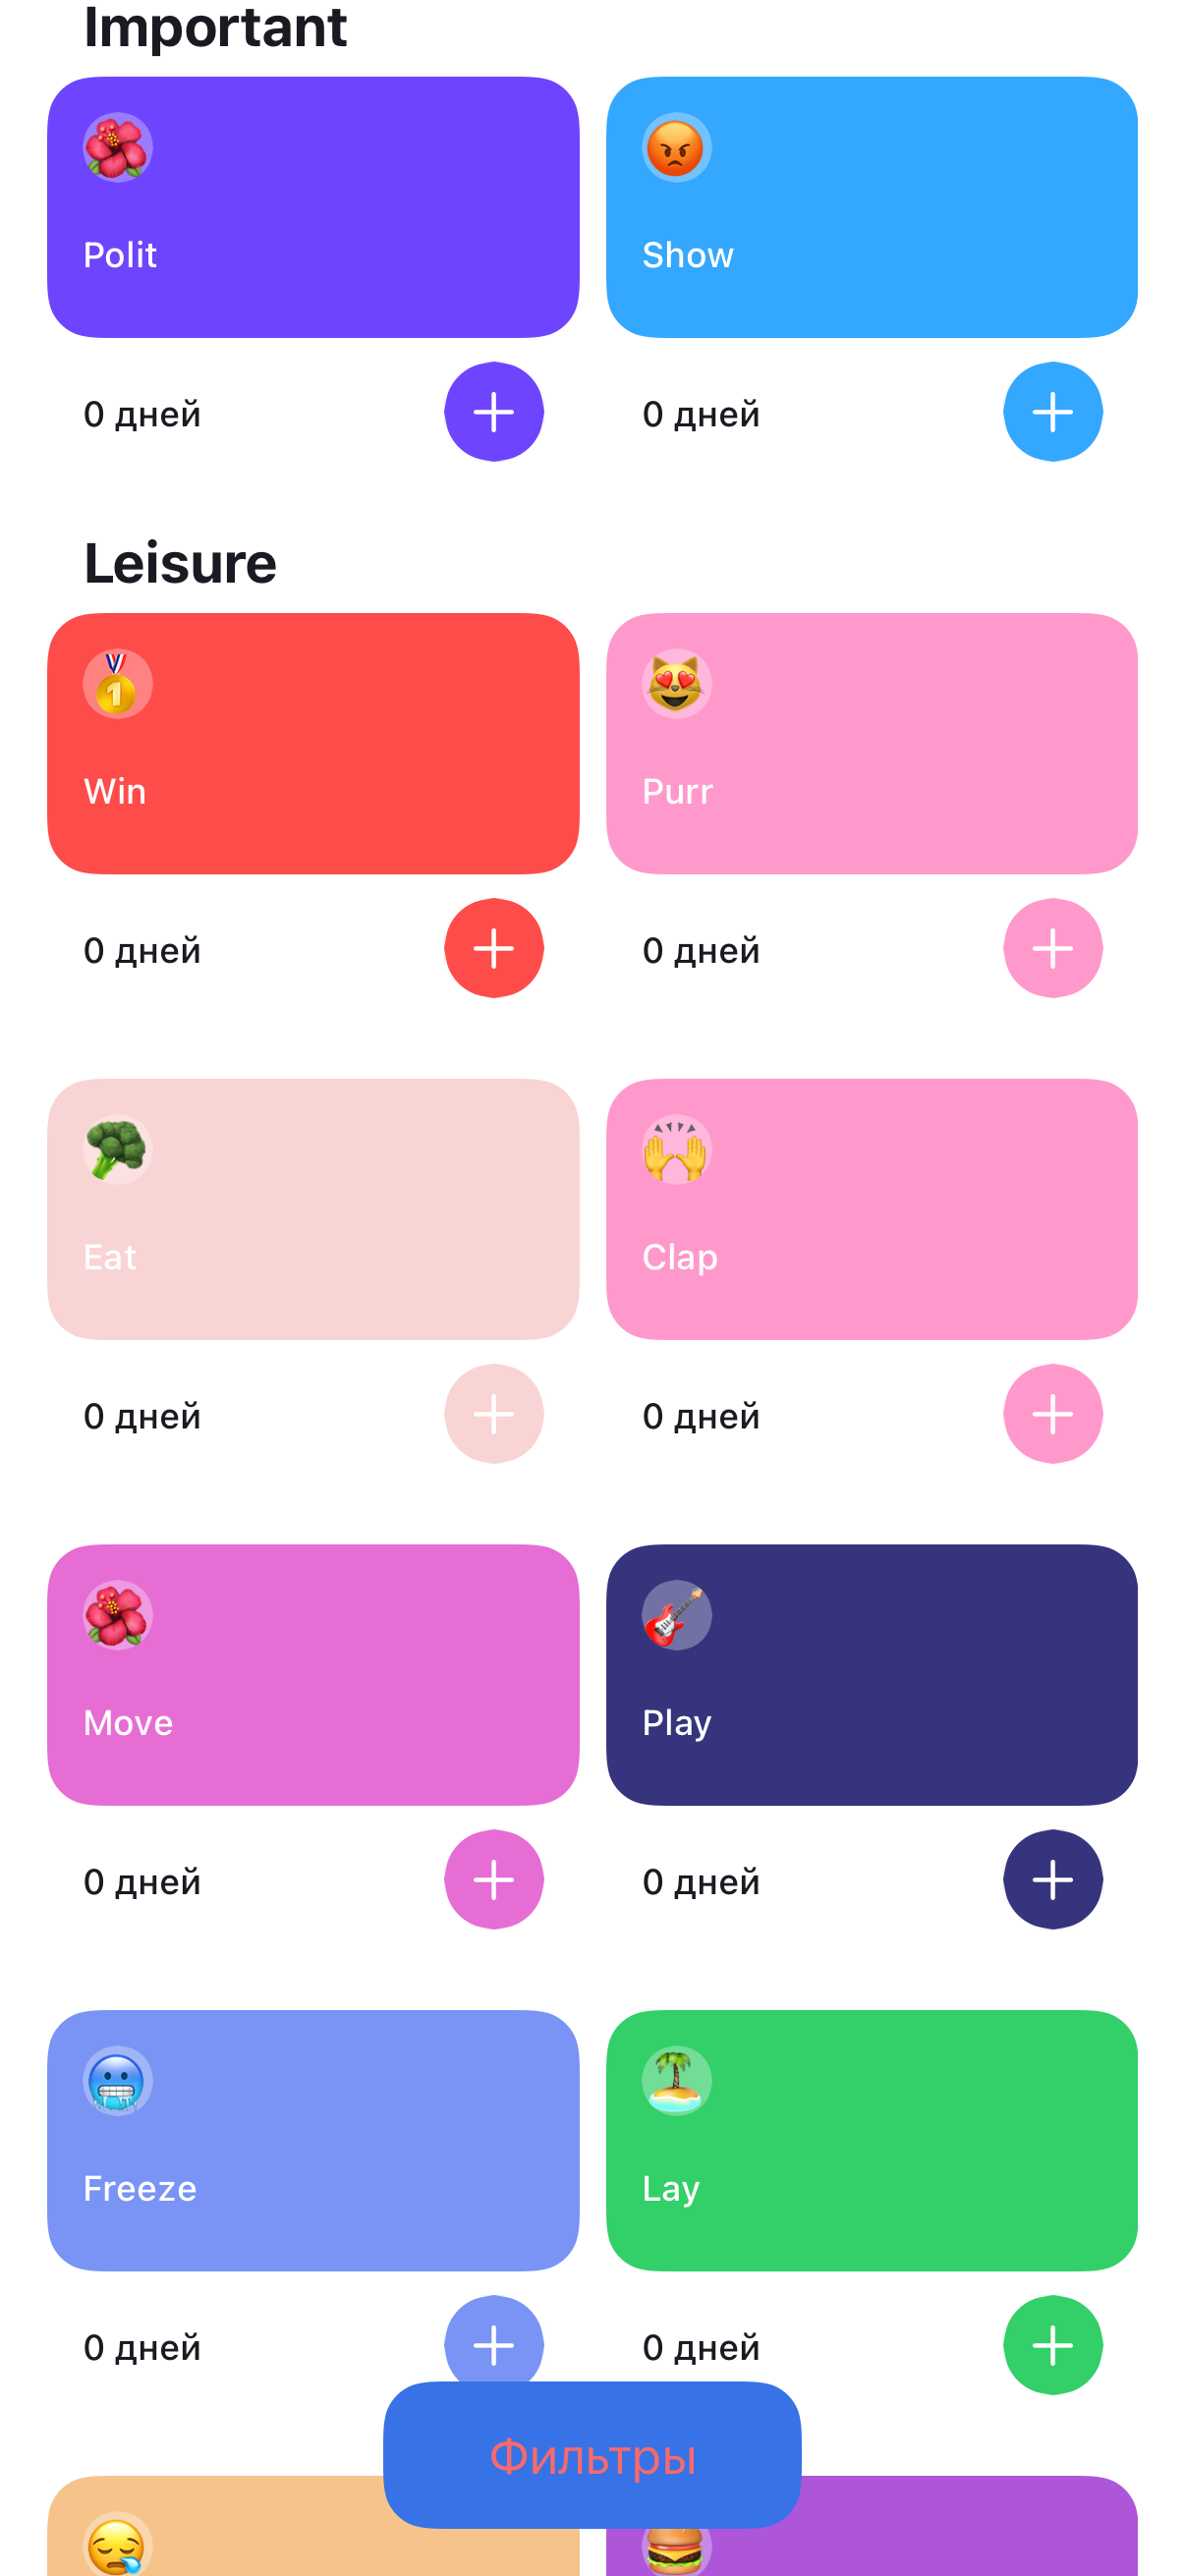 Important
Polit
Show
0 дней
0 дней
Leisure
Win
Purr
0 дней
0 дней
Eat
Clap
0 дней
0 дней
Move
Play
0 дней
0 дней
Freeze
Lay
0 дней
0 дней
Фильтры